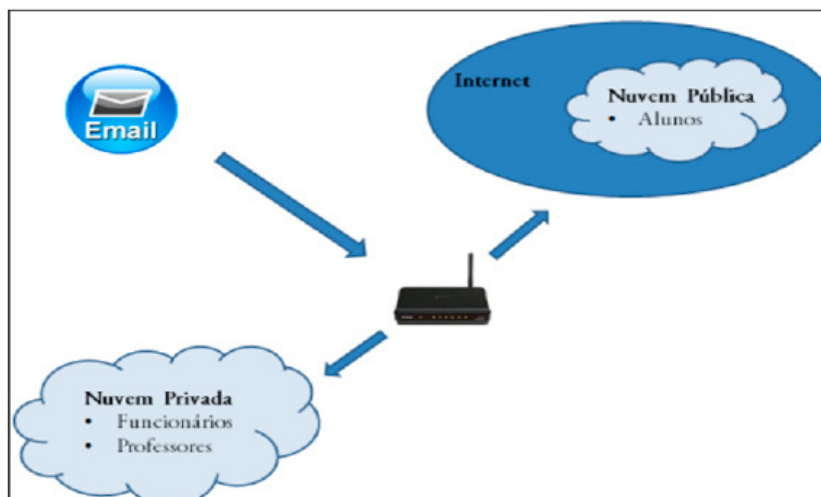 Email
Internet
Nuvem Pública
• Alunos
Nuvem Privada
• Funcionários
• Professores